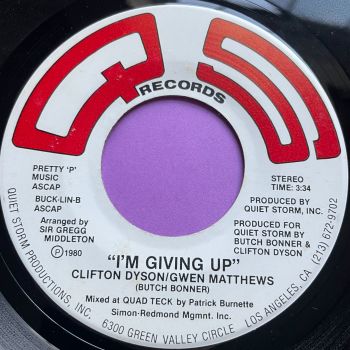 QS
RECORDS
PRETTY 'P'
MUSIC
ASCAP
BUCK-LIN-B
ASCAP
Arranged by
SIR GREGG
MIDDLETON
Ⓟ 1980
STEREO
TIME: 3:34
PRODUCED BY
QUIET STORM, INC.
PRODUCED FOR
QUIET STORM BY
BUTCH BONNER &
CLIFTON DYSON
"I'M GIVING UP"
CLIFTON DYSON/GWEN MATTHEWS
(BUTCH BONNER)
Mixed at QUAD TECK by Patrick Burnette
Simon-Redmond Mgmnt. Inc.
QUIET STORM PRODUCTIONS, INC. 6300 GREEN VALLEY CIRCLE LOS ANGELES, CA (213) 672-9702